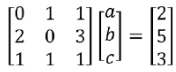 [0 1 1] [a] [2]
[2 0 3] [b] = [5]
[1 1 1] [c] [3]